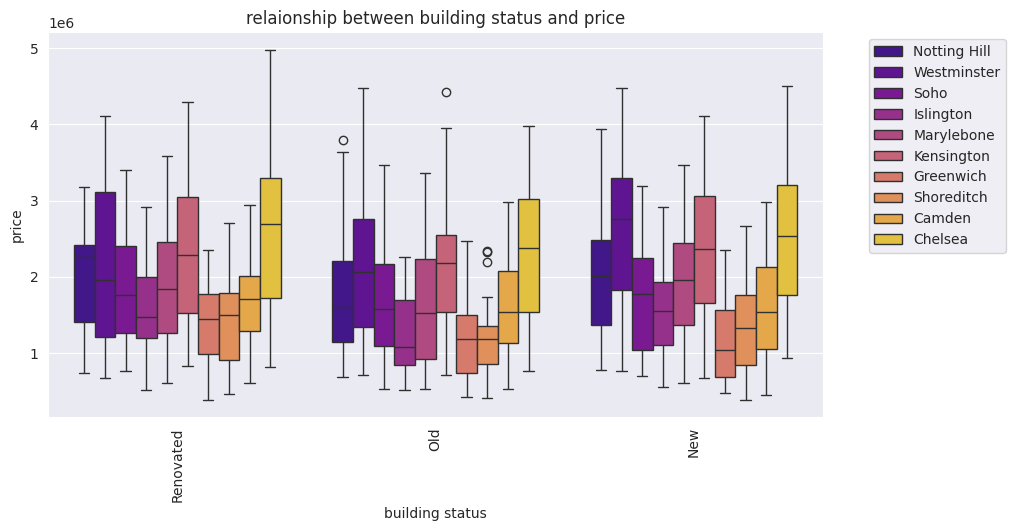 relaionship between building status and price
1e6
5
4
3
2
1
price
Renovated
Old
New
building status
Notting Hill
Westminster
Soho
Islington
Marylebone
Kensington
Greenwich
Shoreditch
Camden
Chelsea